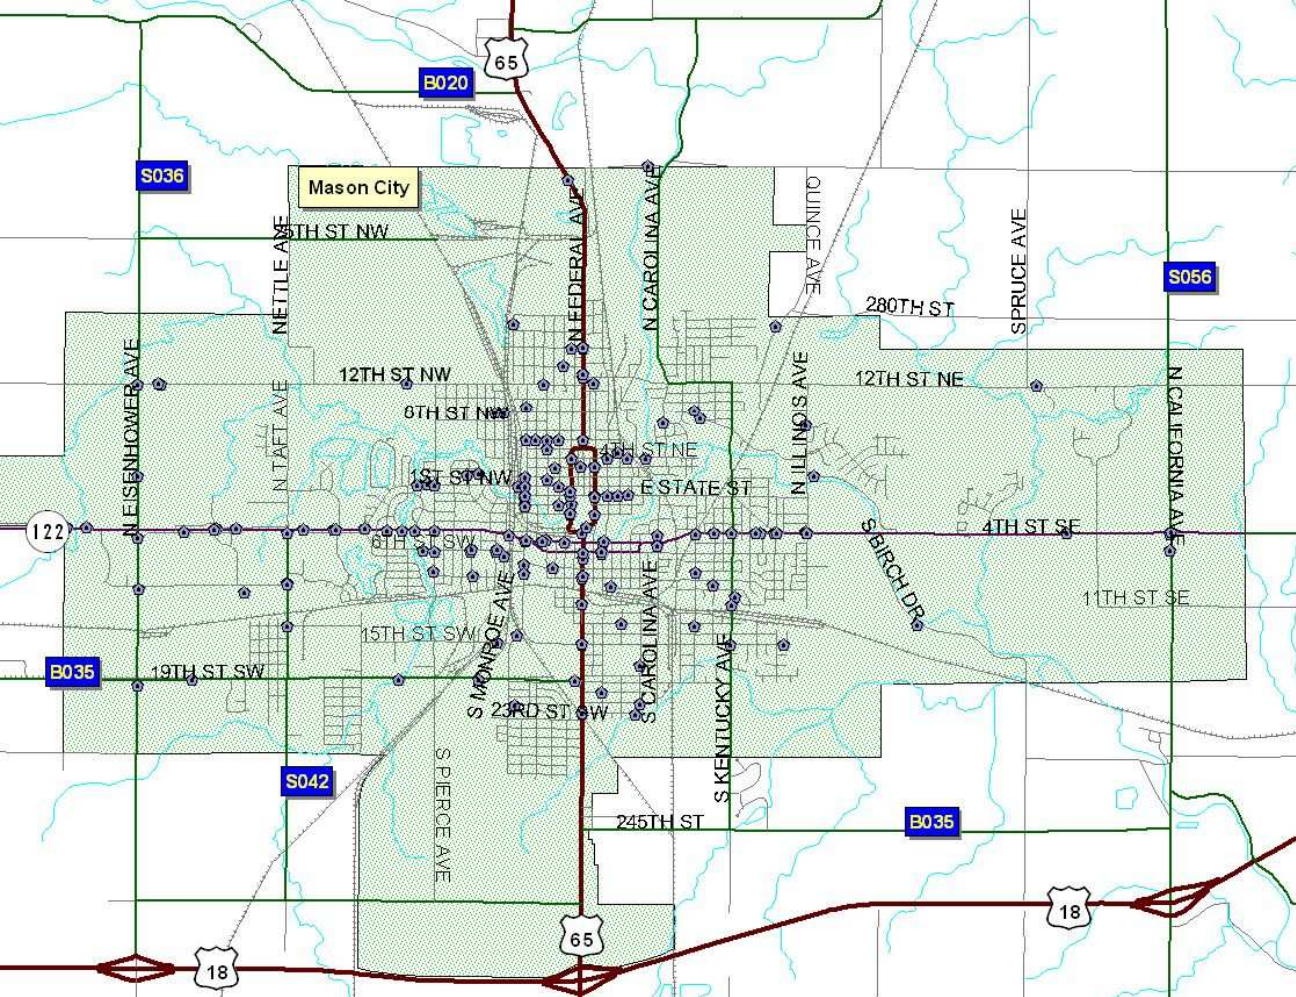 65
B020
S036
Mason City
QUINCE AVE
N CAROLINA AVE
N FEDERAL AVE
SPRUCE AVE
NETTLE AVE
25TH ST NW
S056
280TH ST
N EISENHOWER AVE
12TH ST NW
12TH ST NE
N TAFT AVE
N ILLINOIS AVE
N CALIFORNIA AVE
8TH ST NW
4TH ST NE
1ST ST NW
E STATE ST
122
4TH ST SE
6TH ST SW
S BIRCH DR
11TH ST SE
15TH ST SW
S MONROE AVE
S CAROLINA AVE
B035
19TH ST SW
S KENTUCKY AVE
23RD ST SW
S042
S PIERCE AVE
245TH ST
B035
18
65
18